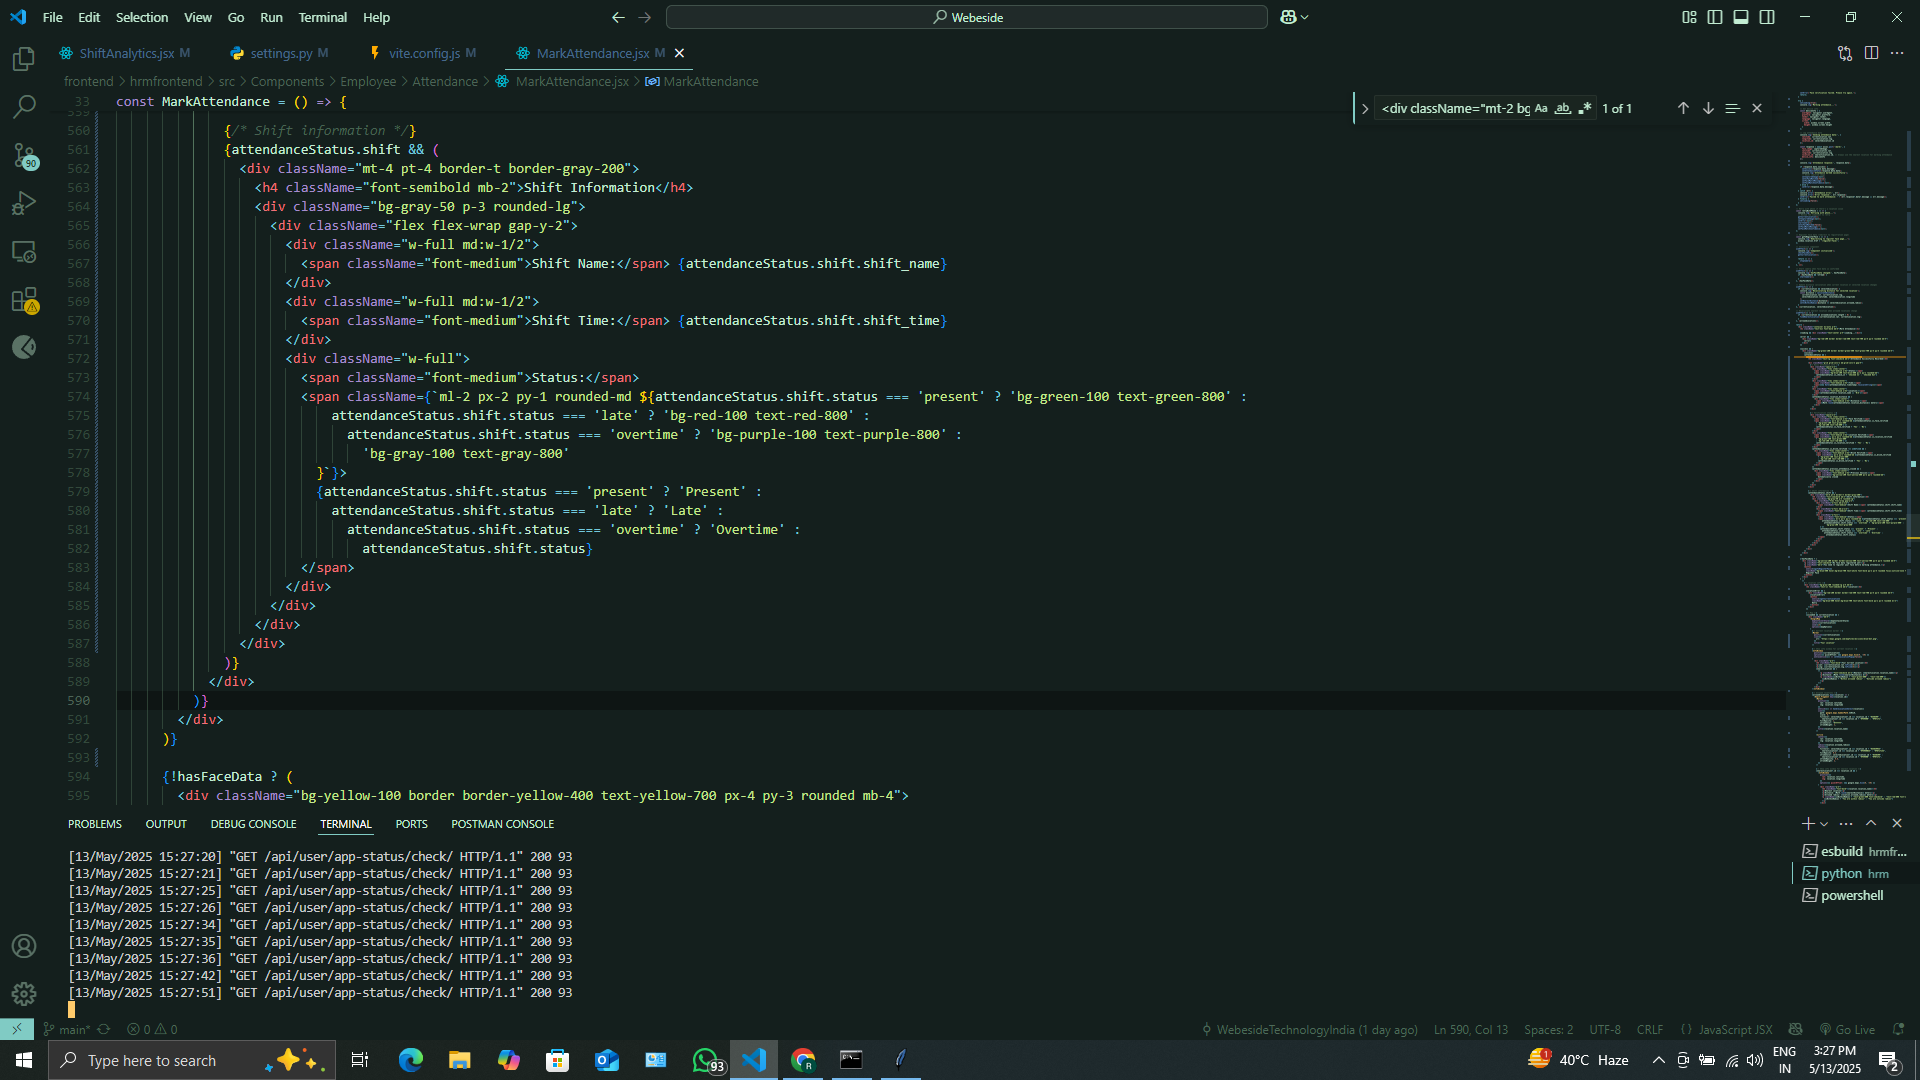 File Edit Selection View Go Run Terminal Help
Webeside
ShiftAnalytics.jsx M
settings.py M
vite.config.js M
MarkAttendance.jsx M
frontend > hrmfrontend > src > Components > Employee > Attendance > MarkAttendance.jsx > MarkAttendance
33 const MarkAttendance = () => {
<div className="mt-2 bg
1 of 1
559
560 {/* Shift information */}
561 {attendanceStatus.shift && (
562 <div className="mt-4 pt-4 border-t border-gray-200">
563 <h4 className="font-semibold mb-2">Shift Information</h4>
564 <div className="bg-gray-50 p-3 rounded-lg">
565 <div className="flex flex-wrap gap-y-2">
566 <div className="w-full md:w-1/2">
567 <span className="font-medium">Shift Name:</span> {attendanceStatus.shift.shift_name}
568 </div>
569 <div className="w-full md:w-1/2">
570 <span className="font-medium">Shift Time:</span> {attendanceStatus.shift.shift_time}
571 </div>
572 <div className="w-full">
573 <span className="font-medium">Status:</span>
574 <span className={`ml-2 px-2 py-1 rounded-md ${attendanceStatus.shift.status === 'present' ? 'bg-green-100 text-green-800' :
575 attendanceStatus.shift.status === 'late' ? 'bg-red-100 text-red-800' :
576 attendanceStatus.shift.status === 'overtime' ? 'bg-purple-100 text-purple-800' :
577 'bg-gray-100 text-gray-800'
578 }`}>
579 {attendanceStatus.shift.status === 'present' ? 'Present' :
580 attendanceStatus.shift.status === 'late' ? 'Late' :
581 attendanceStatus.shift.status === 'overtime' ? 'Overtime' :
582 attendanceStatus.shift.status}
583 </span>
584 </div>
585 </div>
586 </div>
587 </div>
588 )}
589 </div>
590 )}
591 </div>
592 )}
593
594 {!hasFaceData ? (
595 <div className="bg-yellow-100 border border-yellow-400 text-yellow-700 px-4 py-3 rounded mb-4">
PROBLEMS OUTPUT DEBUG CONSOLE TERMINAL PORTS POSTMAN CONSOLE
[13/May/2025 15:27:20] "GET /api/user/app-status/check/ HTTP/1.1" 200 93
[13/May/2025 15:27:21] "GET /api/user/app-status/check/ HTTP/1.1" 200 93
[13/May/2025 15:27:25] "GET /api/user/app-status/check/ HTTP/1.1" 200 93
[13/May/2025 15:27:26] "GET /api/user/app-status/check/ HTTP/1.1" 200 93
[13/May/2025 15:27:34] "GET /api/user/app-status/check/ HTTP/1.1" 200 93
[13/May/2025 15:27:35] "GET /api/user/app-status/check/ HTTP/1.1" 200 93
[13/May/2025 15:27:36] "GET /api/user/app-status/check/ HTTP/1.1" 200 93
[13/May/2025 15:27:42] "GET /api/user/app-status/check/ HTTP/1.1" 200 93
[13/May/2025 15:27:51] "GET /api/user/app-status/check/ HTTP/1.1" 200 93
esbuild hrmfr...
python hrm
powershell
90
main* 0 0
WebesideTechnologyIndia (1 day ago) Ln 590, Col 13 Spaces: 2 UTF-8 CRLF {} JavaScript JSX Go Live
Type here to search
93
40°C Haze
ENG
IN
3:27 PM
5/13/2025
2